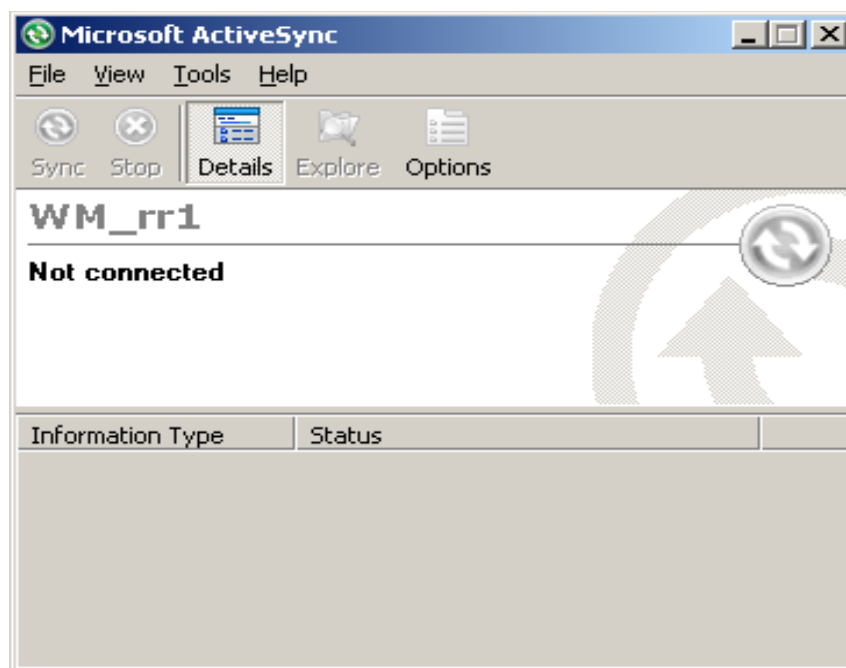 Microsoft ActiveSync
File View Tools Help
Sync Stop Details Explore Options
WM_rr1
Not connected
Information Type Status